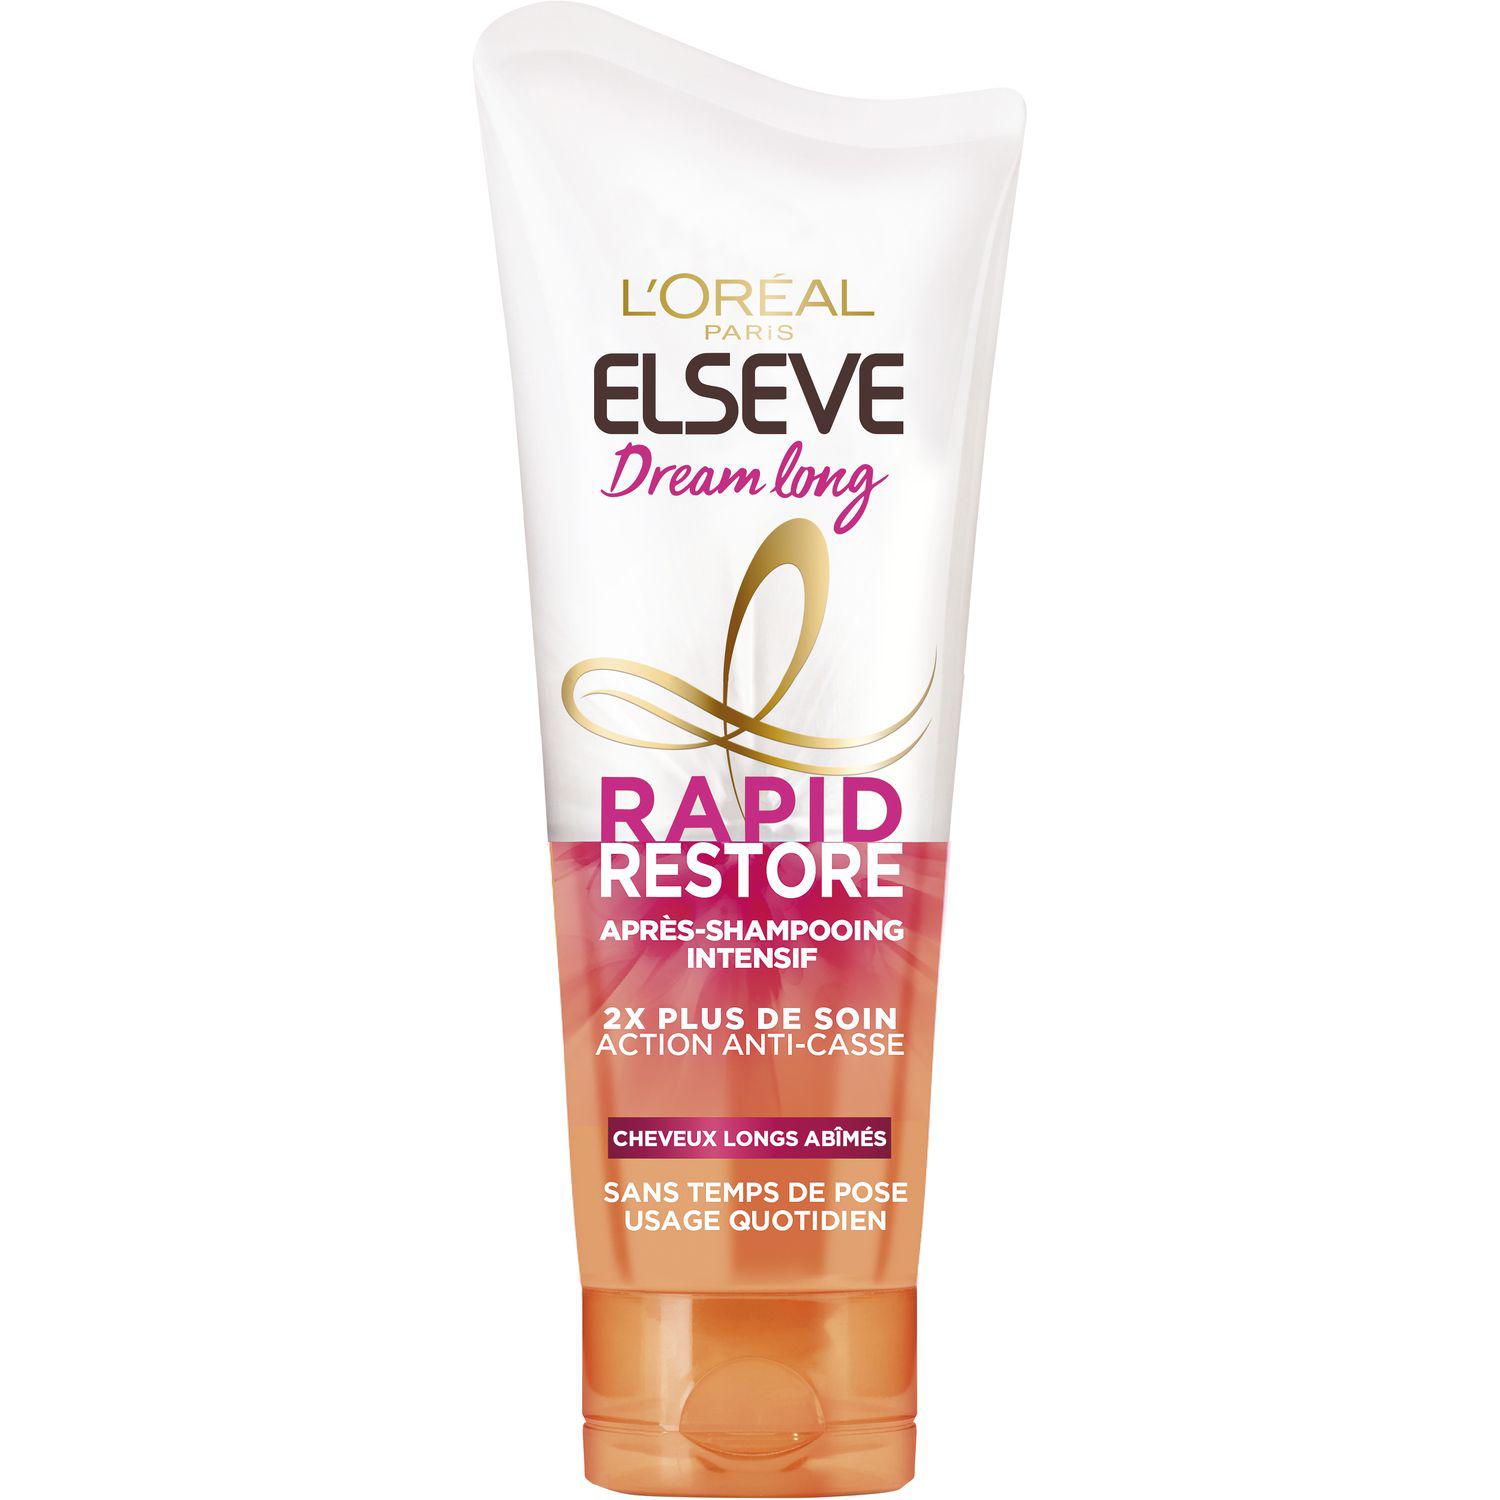 L'ORÉAL
PARiS
ELSEVE
Dream long
RAPID
RESTORE
APRÈS-SHAMPOOING
INTENSIF
2X PLUS DE SOIN
ACTION ANTI-CASSE
CHEVEUX LONGS ABÎMÉS
SANS TEMPS DE POSE
USAGE QUOTIDIEN